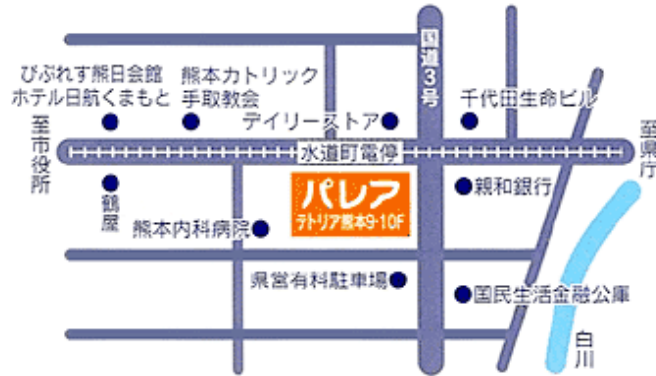 国道3号
びぷれす熊日会館
ホテル日航くまもと
熊本カトリック
手取教会
デイリーストア
千代田生命ビル
至市役所
水道町電停
至県庁
鶴屋
パレア
テトリア熊本9・10F
親和銀行
熊本内科病院
県営有料駐車場
国民生活金融公庫
白川